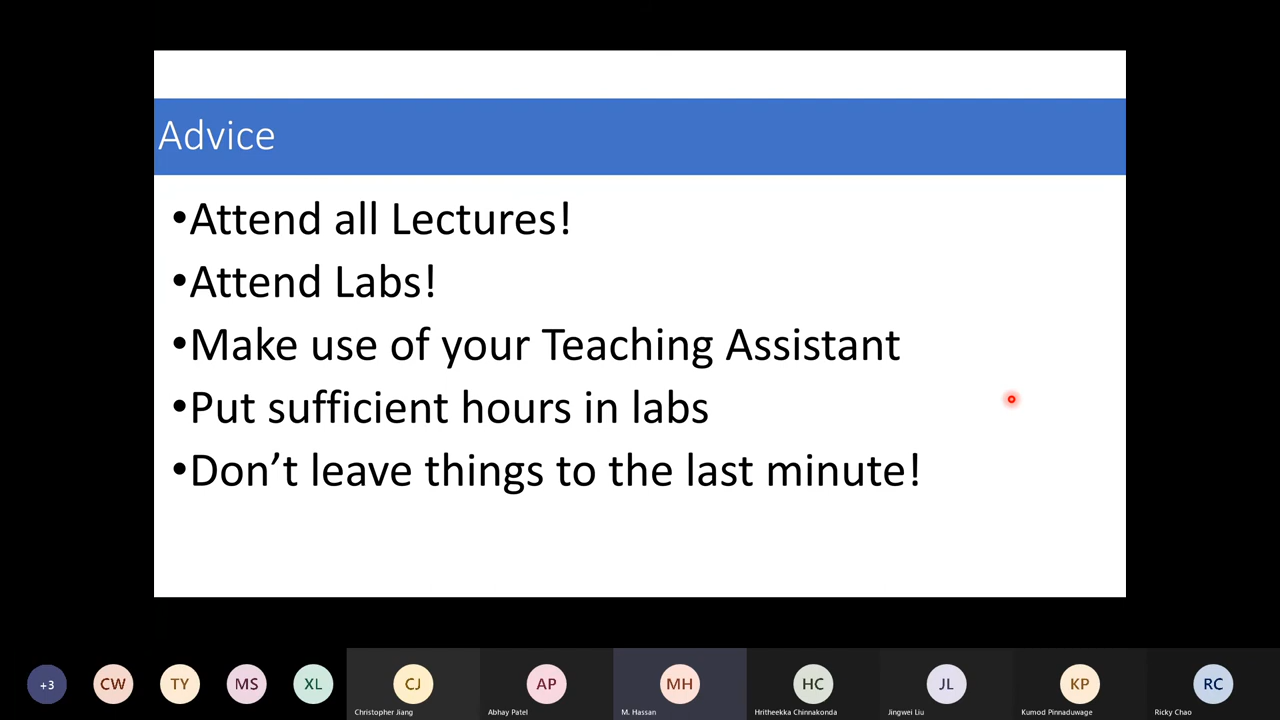 Advice
•Attend all Lectures!
•Attend Labs!
•Make use of your Teaching Assistant
•Put sufficient hours in labs
•Don’t leave things to the last minute!
+3
CW
TY
MS
XL
CJ
AP
MH
HC
JL
KP
RC
Christopher Jiang
Abhay Patel
M. Hassan
Hritheekka Chinnakonda
Jingwei Liu
Kumod Pinnaduwage
Ricky Chao